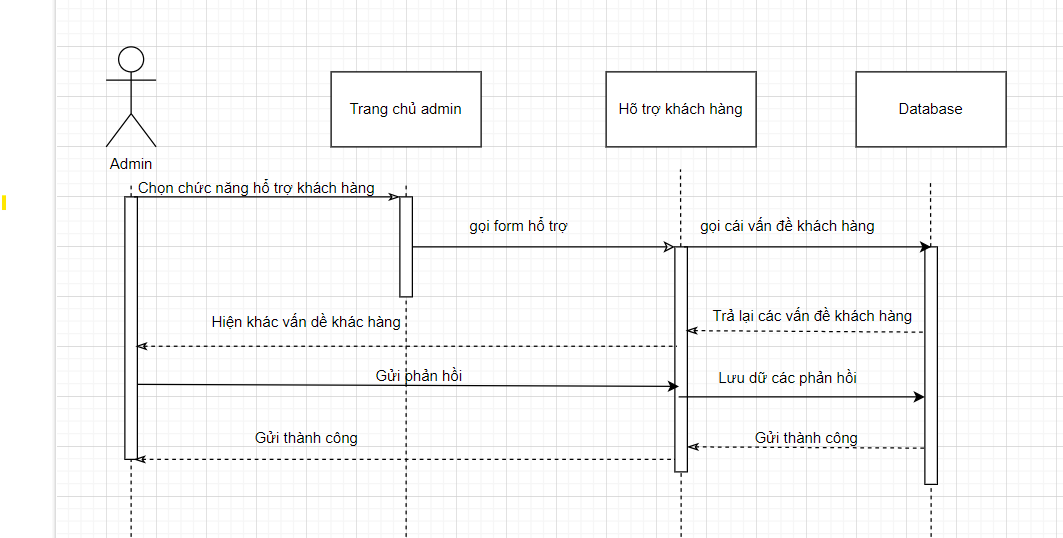 Trang chủ admin
Hỗ trợ khách hàng
Database
Admin
Chọn chức năng hổ trợ khách hàng
gọi form hổ trợ
gọi cái vấn đề khách hàng
Trả lại các vấn đề khách hàng
Hiện khác vấn dề khác hàng
Gửi phản hồi
Lưu dữ các phản hồi
Gửi thành công
Gửi thành công